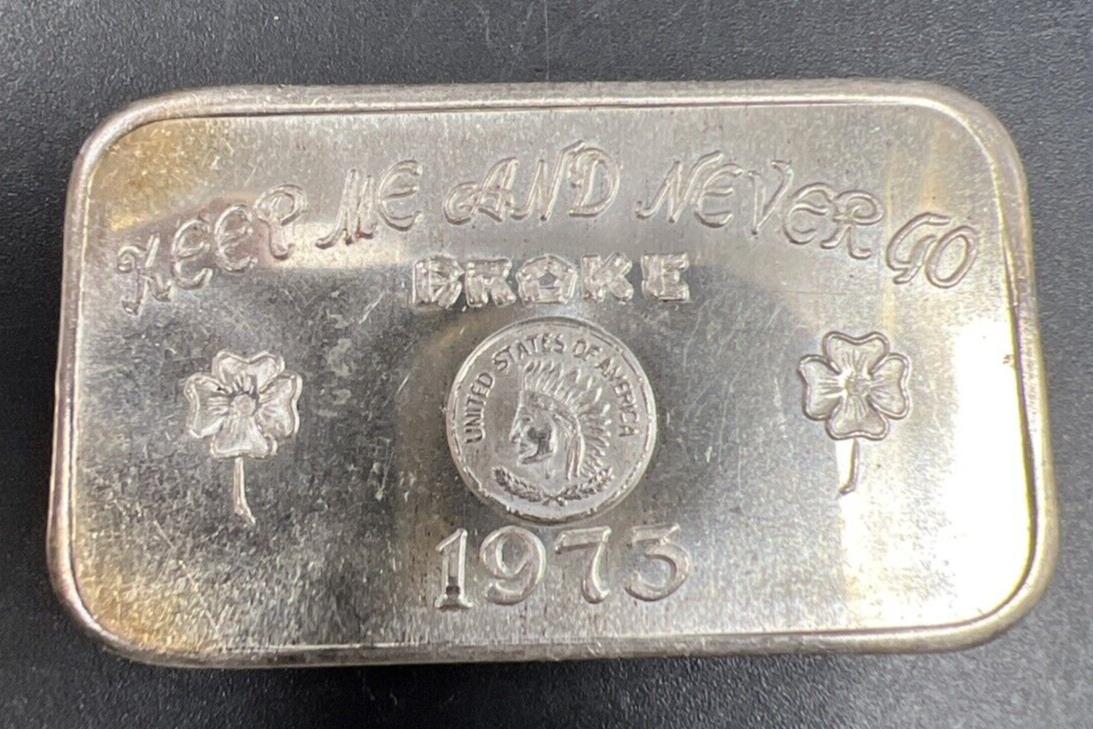 KEEP ME AND NEVER GO
BROKE
UNITED STATES OF AMERICA
1973